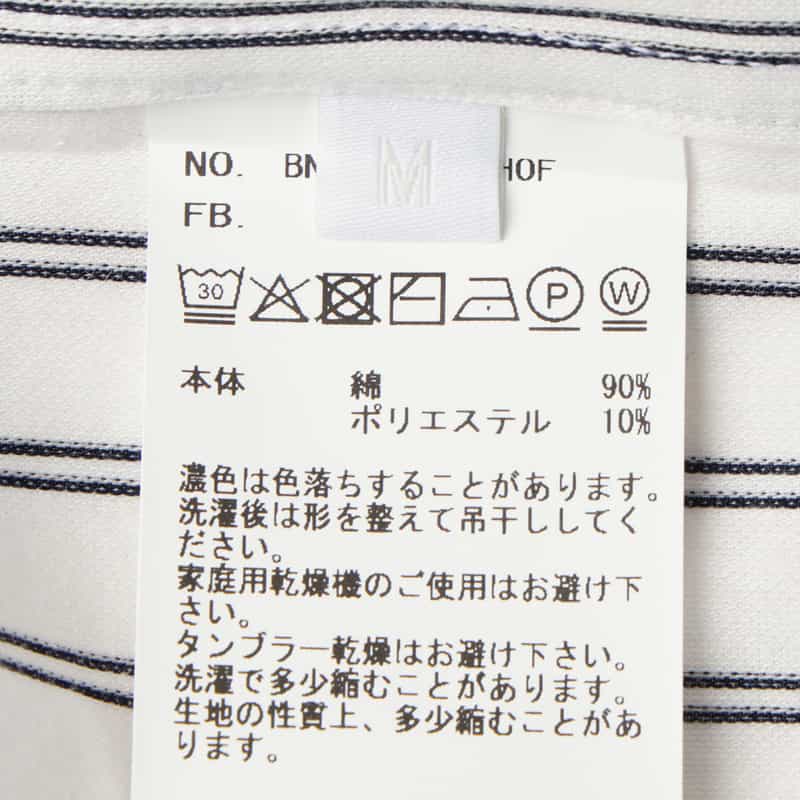 M
NO. BN HOF
FB.
30 P W
本体 綿 90%
ポリエステル 10%
濃色は色落ちすることがあります。
洗濯後は形を整えて吊干ししてく
ださい。
家庭用乾燥機のご使用はお避け下
さい。
タンブラー乾燥はお避け下さい。
洗濯で多少縮むことがあります。
生地の性質上、多少縮むことがあ
ります。